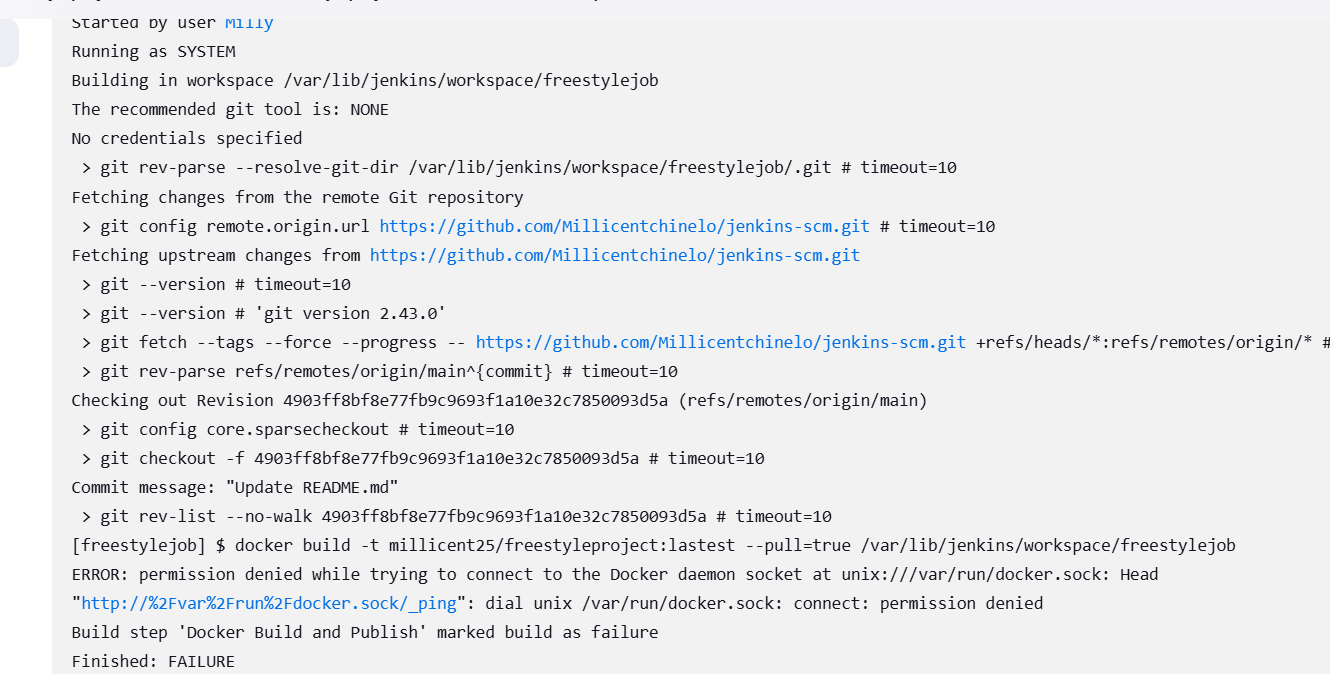 Started by user Milly
Running as SYSTEM
Building in workspace /var/lib/jenkins/workspace/freestylejob
The recommended git tool is: NONE
No credentials specified
 > git rev-parse --resolve-git-dir /var/lib/jenkins/workspace/freestylejob/.git # timeout=10
Fetching changes from the remote Git repository
 > git config remote.origin.url https://github.com/Millicentchinelo/jenkins-scm.git # timeout=10
Fetching upstream changes from https://github.com/Millicentchinelo/jenkins-scm.git
 > git --version # timeout=10
 > git --version # 'git version 2.43.0'
 > git fetch --tags --force --progress -- https://github.com/Millicentchinelo/jenkins-scm.git +refs/heads/*:refs/remotes/origin/* #
 > git rev-parse refs/remotes/origin/main^{commit} # timeout=10
Checking out Revision 4903ff8bf8e77fb9c9693f1a10e32c7850093d5a (refs/remotes/origin/main)
 > git config core.sparsecheckout # timeout=10
 > git checkout -f 4903ff8bf8e77fb9c9693f1a10e32c7850093d5a # timeout=10
Commit message: "Update README.md"
 > git rev-list --no-walk 4903ff8bf8e77fb9c9693f1a10e32c7850093d5a # timeout=10
[freestylejob] $ docker build -t millicent25/freestyleproject:lastest --pull=true /var/lib/jenkins/workspace/freestylejob
ERROR: permission denied while trying to connect to the Docker daemon socket at unix:///var/run/docker.sock: Head
"http://%2Fvar%2Frun%2Fdocker.sock/_ping": dial unix /var/run/docker.sock: connect: permission denied
Build step 'Docker Build and Publish' marked build as failure
Finished: FAILURE